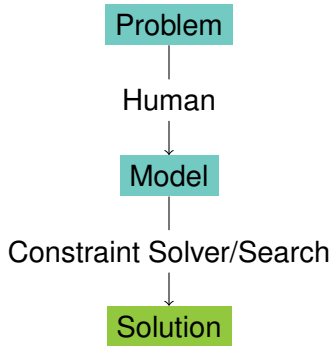 Problem
Human
Model
Constraint Solver/Search
Solution